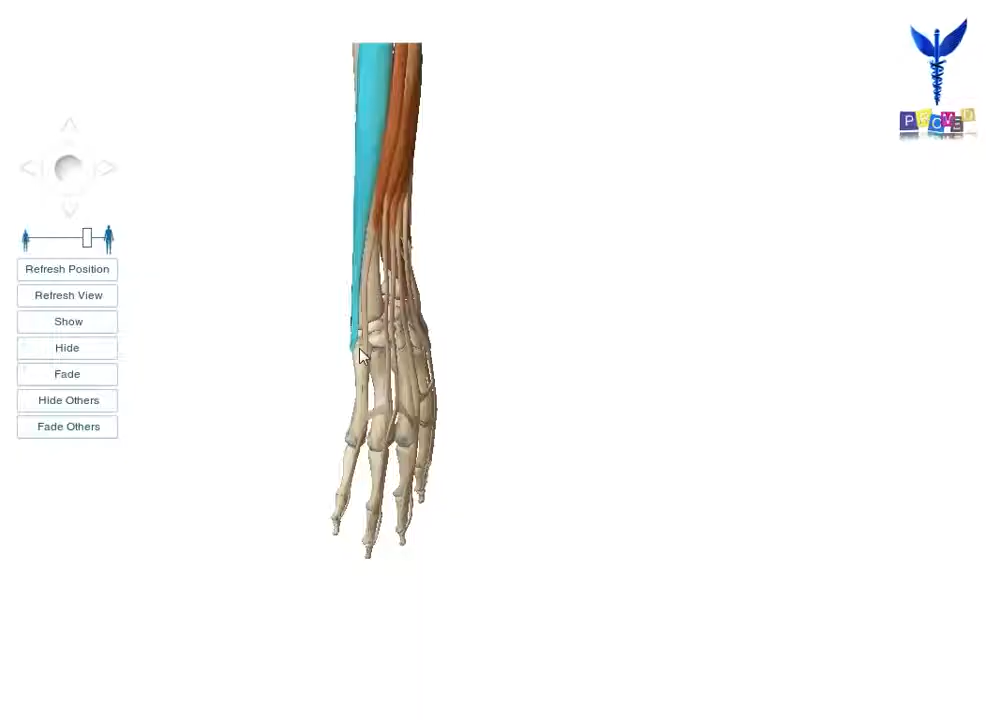 Refresh Position
Refresh View
Show
Hide
Fade
Hide Others
Fade Others